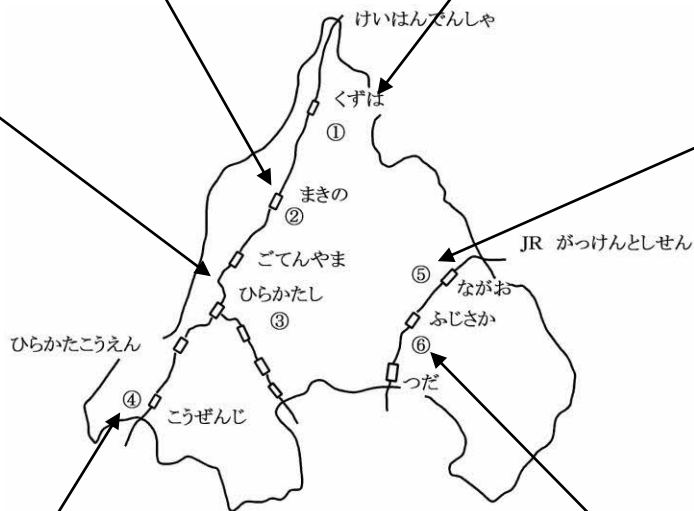 けいはんでんしゃ
くずは
①
まきの
②
ごてんやま
ひらかたし
③
ひらかたこうえん
④
こうぜんじ
JR がっけんとしせん
⑤
ながお
ふじさか
⑥
つだ